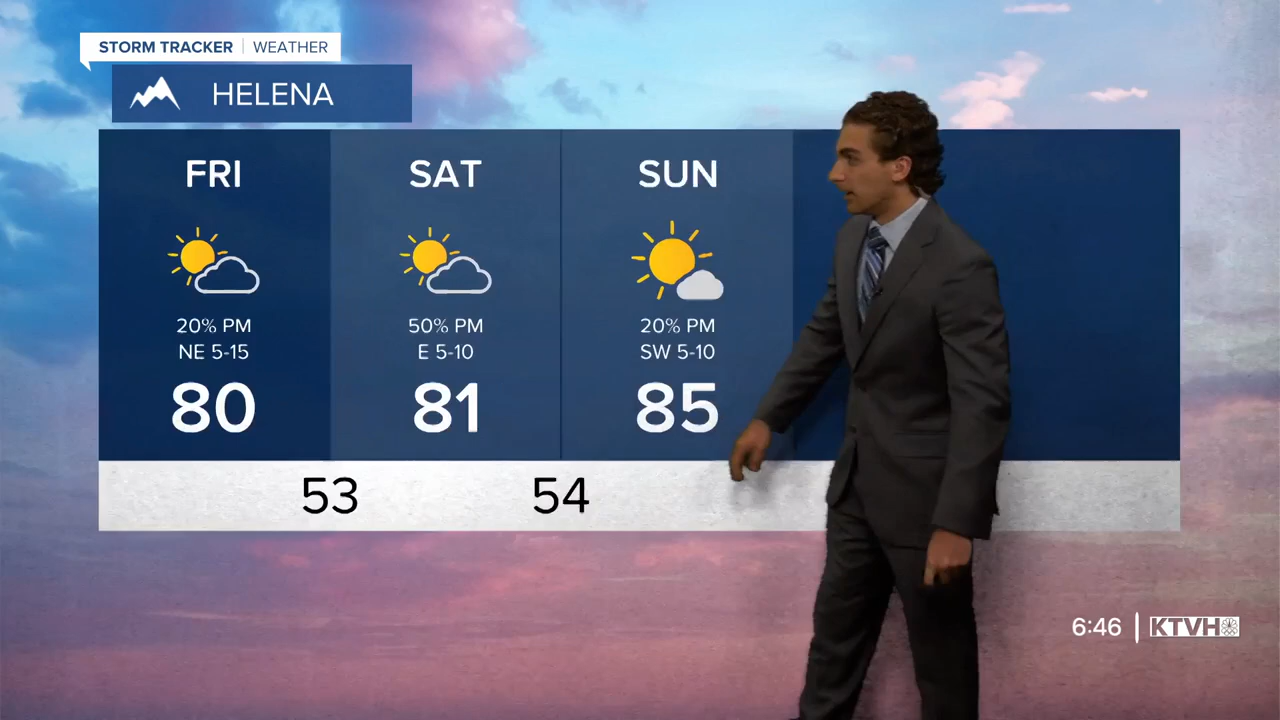 STORM TRACKER | WEATHER
HELENA
FRI
20% PM
NE 5-15
80
SAT
50% PM
E 5-10
81
SUN
20% PM
SW 5-10
85
53
54
6:46 | KTVH